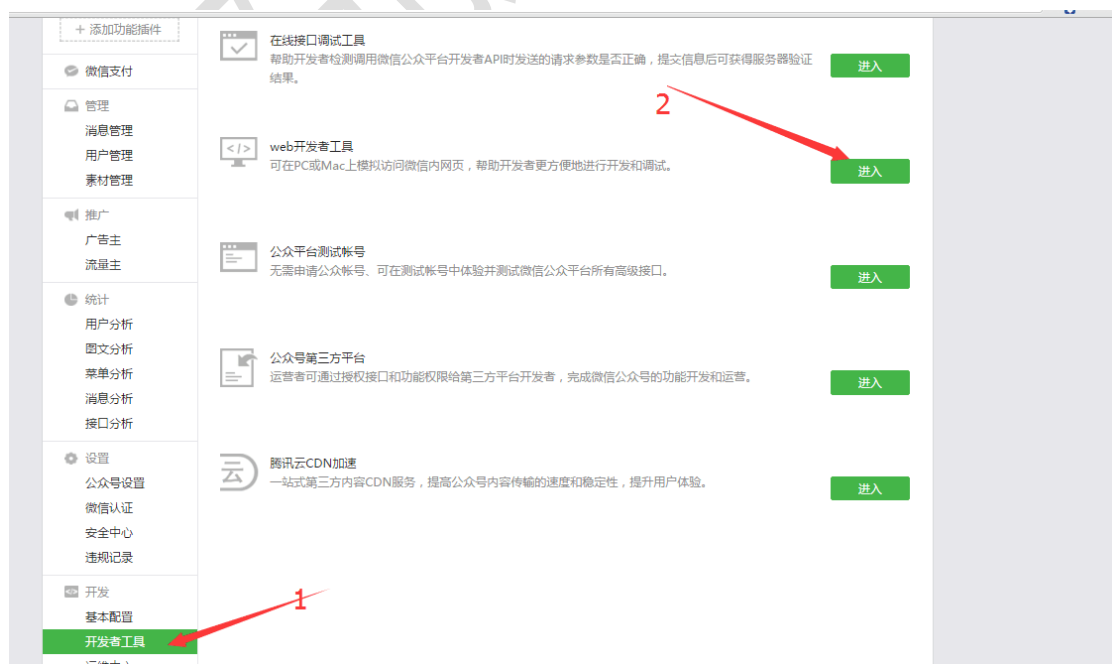 + 添加功能插件
微信支付
管理
消息管理
用户管理
素材管理
推广
广告主
流量主
统计
用户分析
图文分析
菜单分析
消息分析
接口分析
设置
公众号设置
微信认证
安全中心
违规记录
开发
基本配置
开发者工具
运维中心
在线接口调试工具
帮助开发者检测调用微信公众平台开发者API时发送的请求参数是否正确，提交信息后可获得服务器验证
结果。
进入
web开发者工具
可在PC或Mac上模拟访问微信内网页，帮助开发者更方便地进行开发和调试。
进入
公众平台测试帐号
无需申请公众帐号、可在测试帐号中体验并测试微信公众平台所有高级接口。
进入
公众号第三方平台
运营者可通过授权接口和功能权限给第三方平台开发者，完成微信公众号的功能开发和运营。
进入
云
腾讯云CDN加速
一站式第三方内容CDN服务，提高公众号内容传输的速度和稳定性，提升用户体验。
进入
1
2